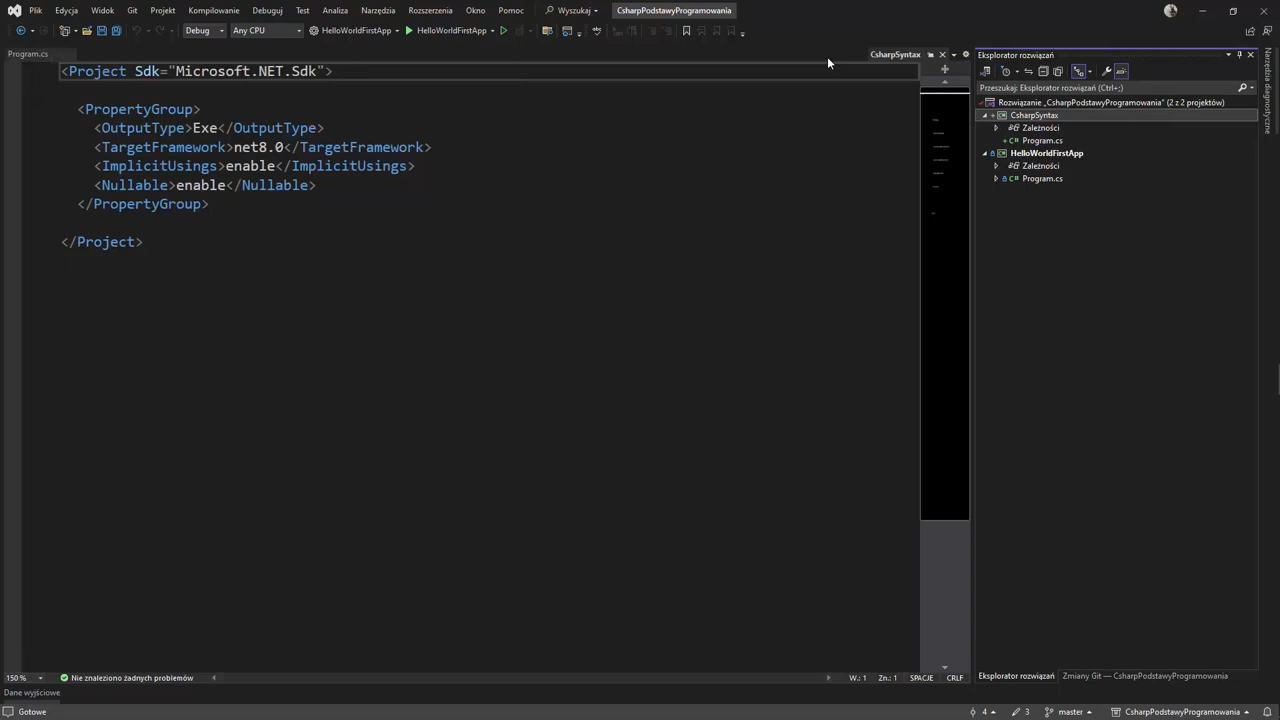 Plik Edycja Widok Git Projekt Kompilowanie Debuguj Test Analiza Narzędzia Rozszerzenia Okno Pomoc Wyszukaj CsharpPodstawyProgramowania
Debug Any CPU HelloWorldFirstApp HelloWorldFirstApp
Program.cs CsharpSyntax
<Project Sdk="Microsoft.NET.Sdk">
<PropertyGroup>
<OutputType>Exe</OutputType>
<TargetFramework>net8.0</TargetFramework>
<ImplicitUsings>enable</ImplicitUsings>
<Nullable>enable</Nullable>
</PropertyGroup>
</Project>
Eksplorator rozwiązań
Przeszukaj: Eksplorator rozwiązań (Ctrl+;)
Rozwiązanie „CsharpPodstawyProgramowania” (2 z 2 projektów)
CsharpSyntax
Zależności
C# Program.cs
HelloWorldFirstApp
Zależności
C# Program.cs
Narzędzia diagnostyczne
Eksplorator rozwiązań Zmiany Git — CsharpPodstawyProgramowania
150 % Nie znaleziono żadnych problemów W.: 1 Zn.: 1 SPACJE CRLF
Dane wyjściowe
Gotowe 4 3 master CsharpPodstawyProgramowania